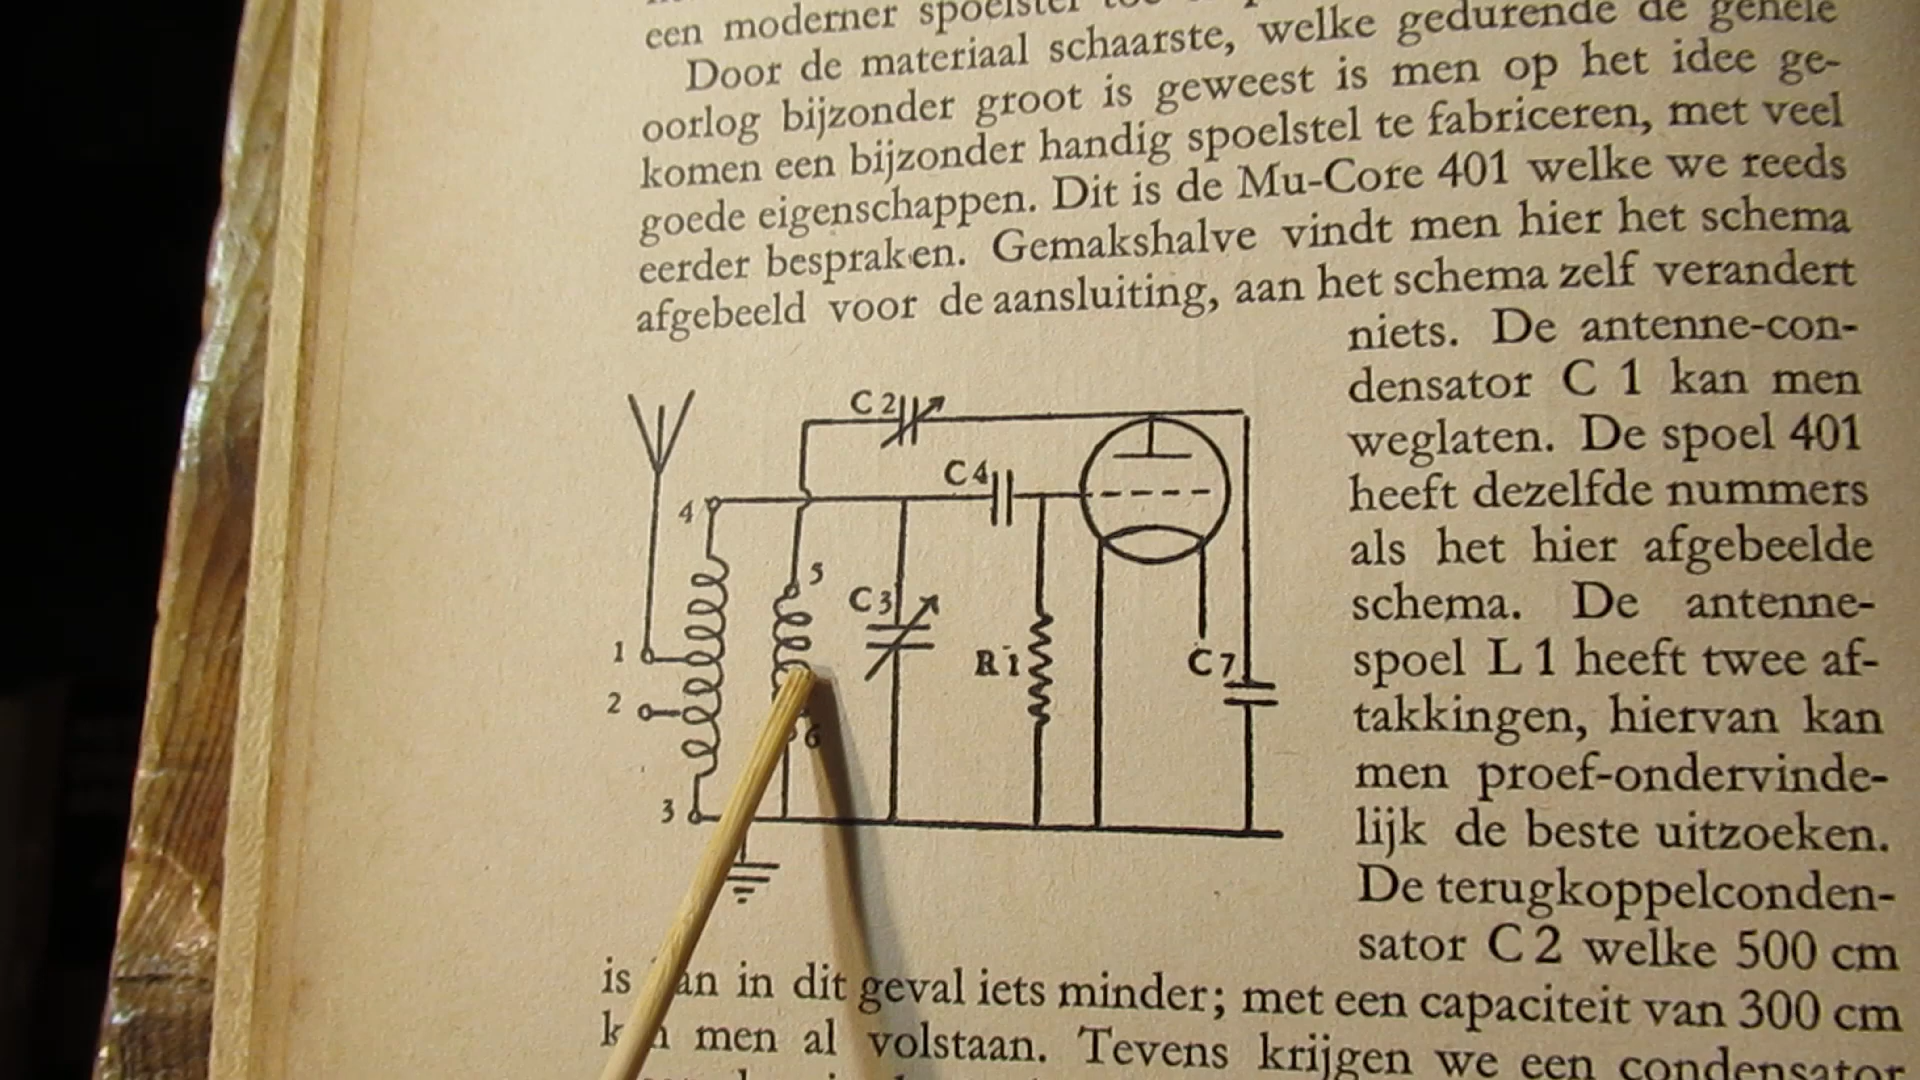 een moderner spoelstel
Door de materiaal schaarste, welke gedurende de gehele
oorlog bijzonder groot is geweest is men op het idee ge-
komen een bijzonder handig spoelstel te fabriceren, met veel
goede eigenschappen. Dit is de Mu-Core 401 welke we reeds
eerder bespraken. Gemakshalve vindt men hier het schema
afgebeeld voor de aansluiting, aan het schema zelf verandert
niets. De antenne-con-
densator C 1 kan men
weglaten. De spoel 401
heeft dezelfde nummers
als het hier afgebeelde
schema. De antenne-
spoel L 1 heeft twee af-
takkingen, hiervan kan
men proef-ondervinde-
lijk de beste uitzoeken.
De terugkoppelconden-
sator C 2 welke 500 cm
C 2
C 4
4
5
C 3
1
R 1
C 7
2
6
3
is kan in dit geval iets minder; met een capaciteit van 300 cm
kan men al volstaan. Tevens krijgen we een condensator